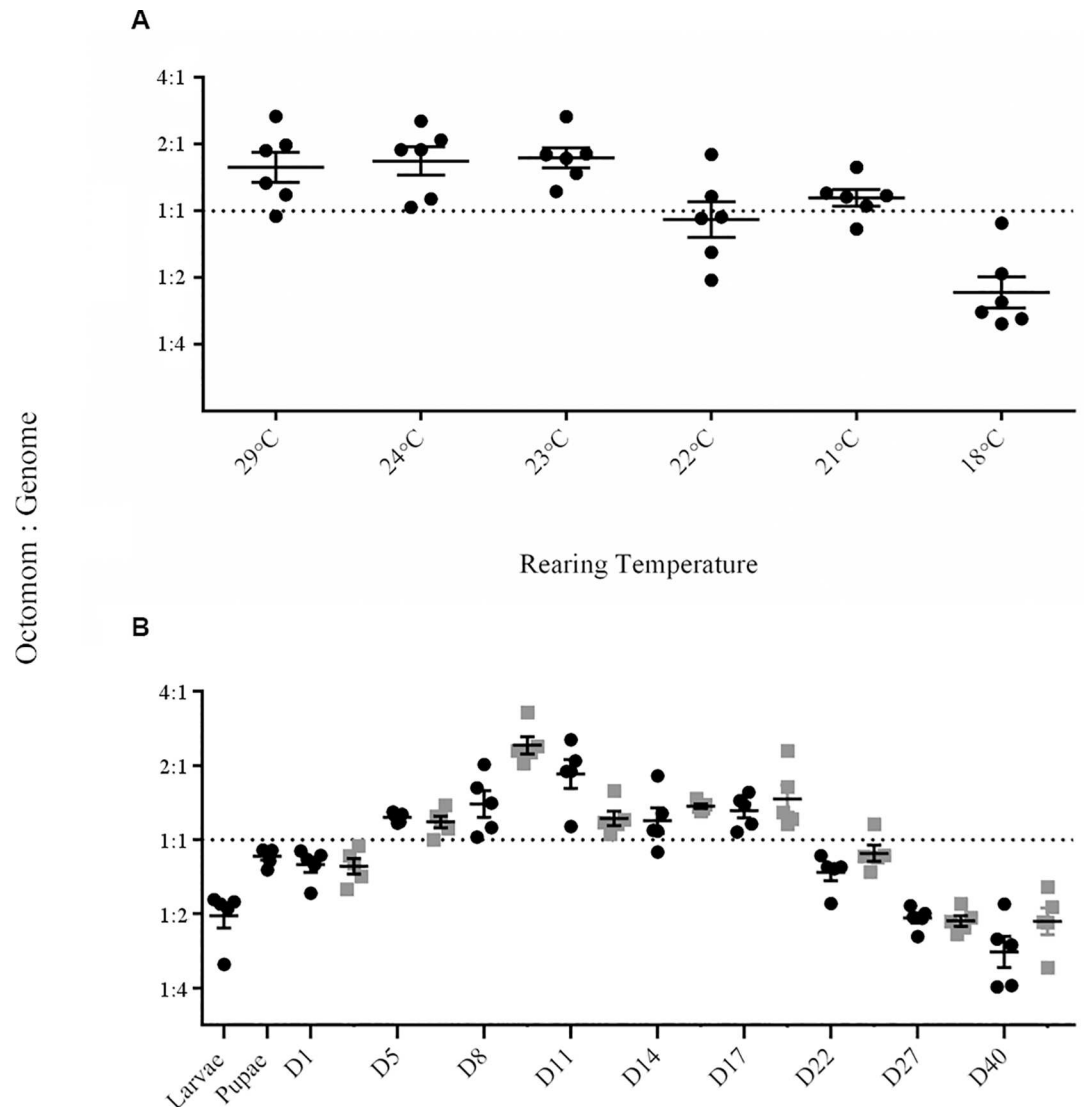 A
4:1
2:1
1:1
1:2
1:4
29°C
24°C
23°C
22°C
21°C
18°C
Rearing Temperature
Octomom : Genome
B
4:1
2:1
1:1
1:2
1:4
Larvae
Pupae
D1
D5
D8
D11
D14
D17
D22
D27
D40